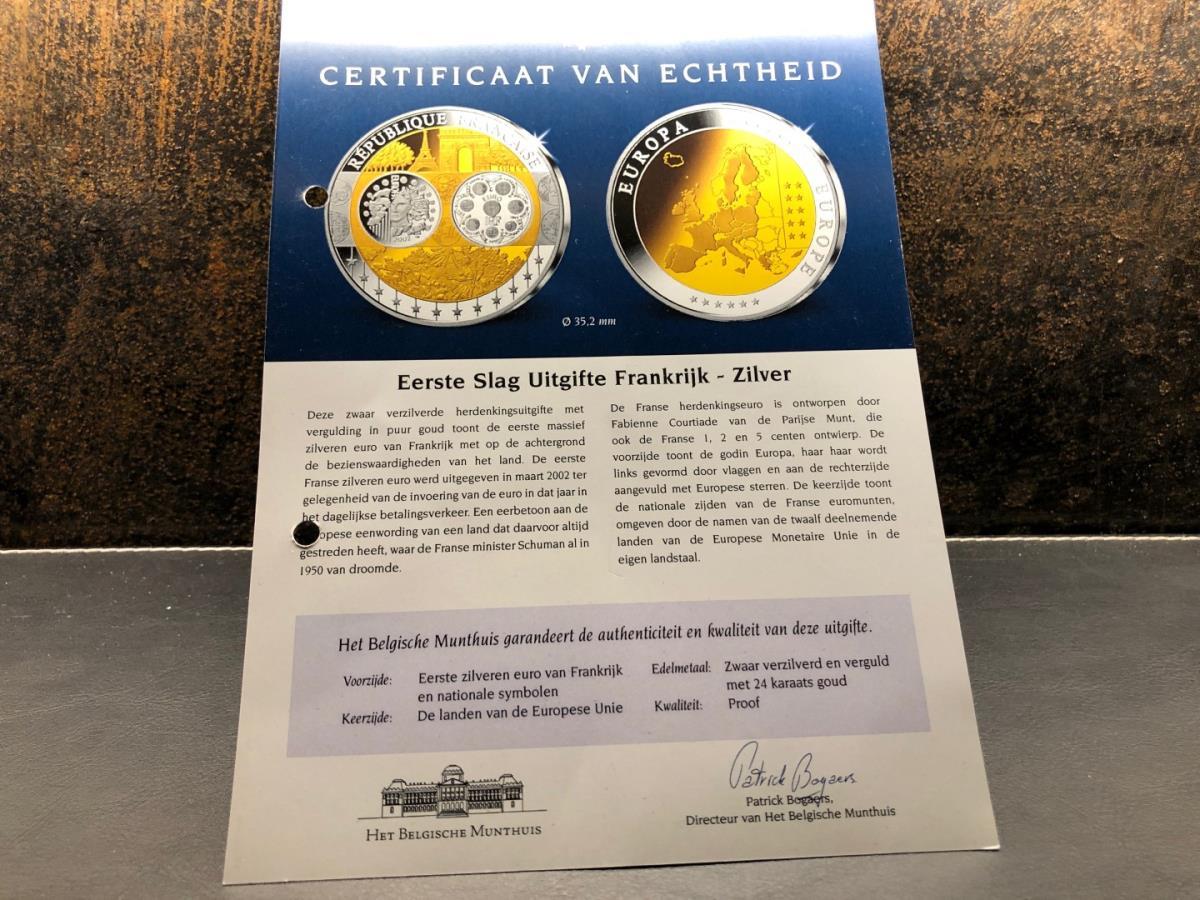 CERTIFICAAT VAN ECHTHEID
RÉPUBLIQUE FRANÇAISE
EURO
2002
EURO
EUROPA
EUROPE
Ø 35,2 mm
Eerste Slag Uitgifte Frankrijk - Zilver
Deze zwaar verzilverde herdenkingsuitgifte met
vergulding in puur goud toont de eerste massief
zilveren euro van Frankrijk met op de achtergrond
de bezienswaardigheden van het land. De eerste
Franse zilveren euro werd uitgegeven in maart 2002 ter
gelegenheid van de invoering van de euro in dat jaar in
het dagelijkse betalingsverkeer. Een eerbetoon aan de
opese eenwording van een land dat daarvoor altijd
gestreden heeft, waar de Franse minister Schuman al in
1950 van droomde.
De Franse herdenkingseuro is ontworpen door
Fabienne Courtiade van de Parijse Munt, die
ook de Franse 1, 2 en 5 centen ontwierp. De
voorzijde toont de godin Europa, haar haar wordt
links gevormd door vlaggen en aan de rechterzijde
aangevuld met Europese sterren. De keerzijde toont
de nationale zijden van de Franse euromunten,
omgeven door de namen van de twaalf deelnemende
landen van de Europese Monetaire Unie in de
eigen landstaal.
Het Belgische Munthuis garandeert de authenticiteit en kwaliteit van deze uitgifte.
Voorzijde: Eerste zilveren euro van Frankrijk
en nationale symbolen
Keerzijde: De landen van de Europese Unie
Edelmetaal: Zwaar verzilverd en verguld
met 24 karaats goud
Kwaliteit: Proof
HET BELGISCHE MUNTHUIS
Patrick Bogaers
Patrick Bogaers,
Directeur van Het Belgische Munthuis